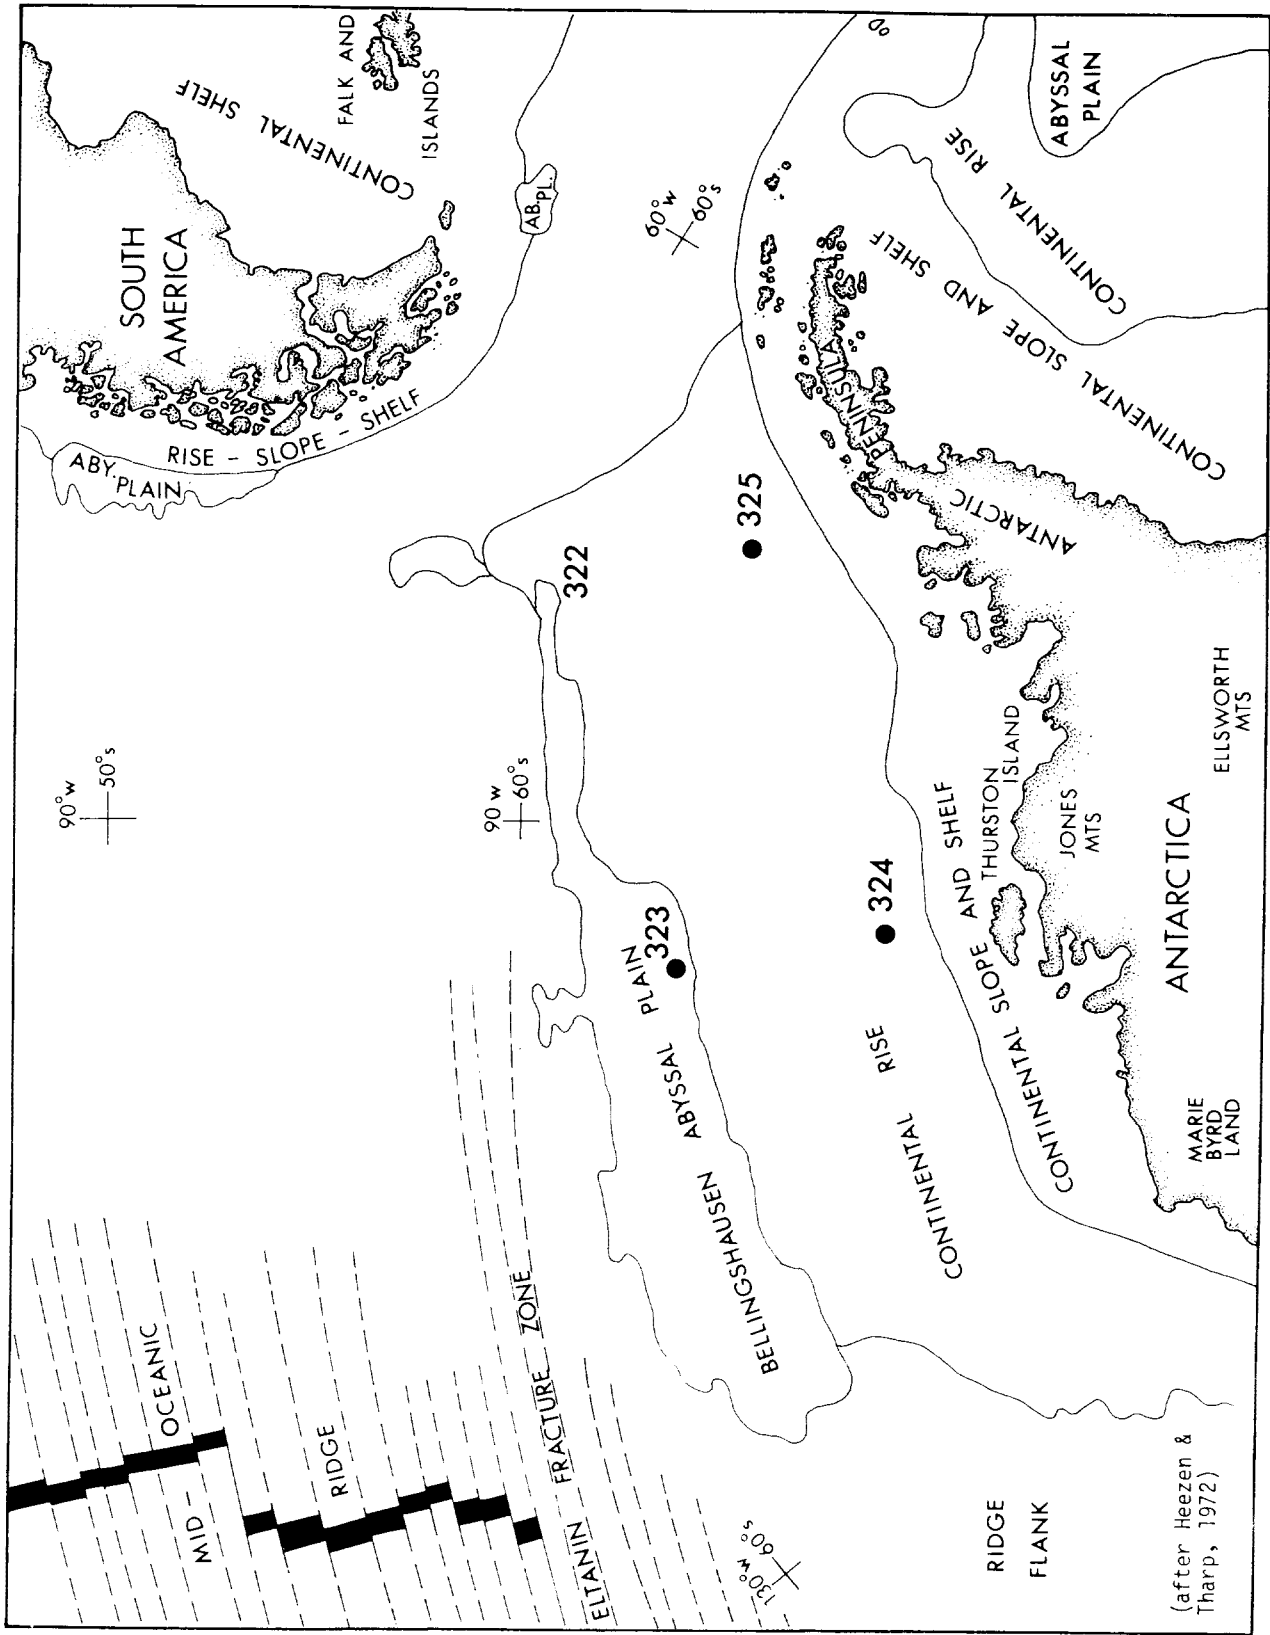 MID -
OCEANIC
RIDGE
ELTANIN FRACTURE ZONE
130°W
60°s
RIDGE
FLANK
(after Heezen &
Tharp, 1972)
90°w
50°s
90 w
60°s
60°w
60°s
BELLINGSHAUSEN ABYSSAL PLAIN
323
322
324
325
CONTINENTAL RISE
CONTINENTAL SLOPE AND SHELF
THURSTON
ISLAND
JONES
MTS
ELLSWORTH
MTS
ANTARCTICA
MARIE
BYRD
LAND
ANTARCTIC PENINSULA
CONTINENTAL SLOPE AND SHELF
CONTINENTAL RISE
ABYSSAL
PLAIN
ABY.
PLAIN
RISE - SLOPE - SHELF
SOUTH
AMERICA
CONTINENTAL SHELF
FALK AND
ISLANDS
AB.
PL.